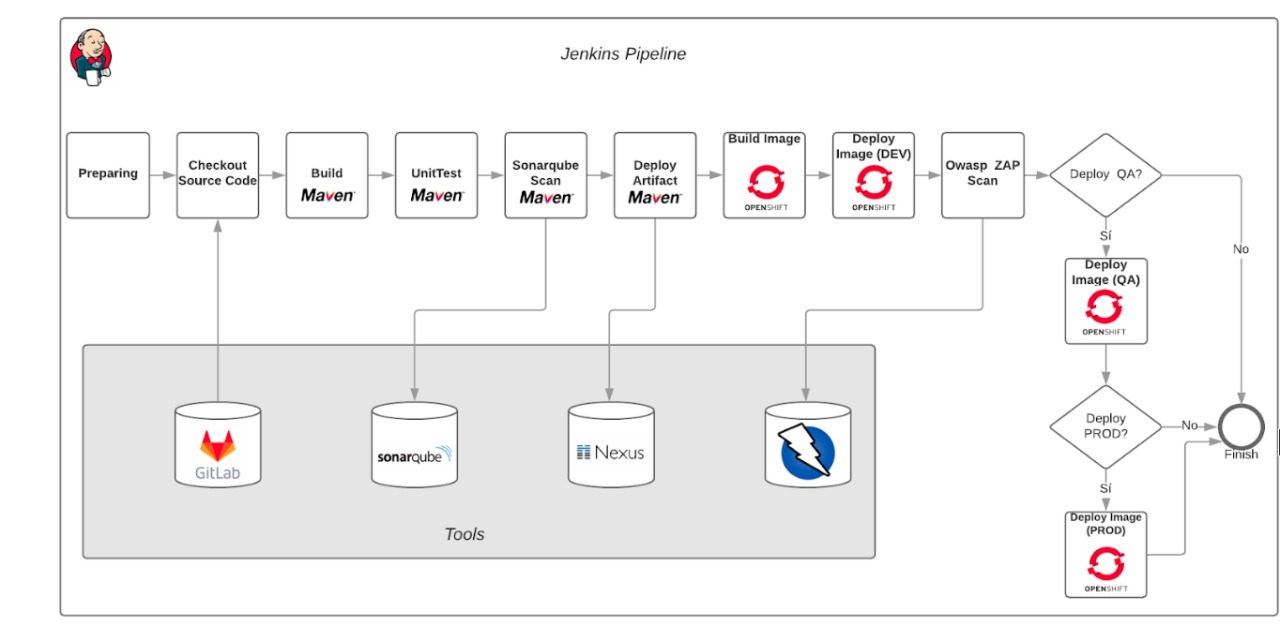 Jenkins Pipeline
Preparing
Checkout
Source Code
Build
Maven
UnitTest
Maven
Sonarqube
Scan
Maven
Deploy
Artifact
Maven
Build Image
OPENSHIFT
Deploy
Image (DEV)
OPENSHIFT
Owasp ZAP
Scan
Deploy QA?
Sí
No
Deploy
Image (QA)
OPENSHIFT
Deploy
PROD?
No
Finish
Sí
Deploy Image
(PROD)
OPENSHIFT
GitLab
sonarqube
Nexus
Tools